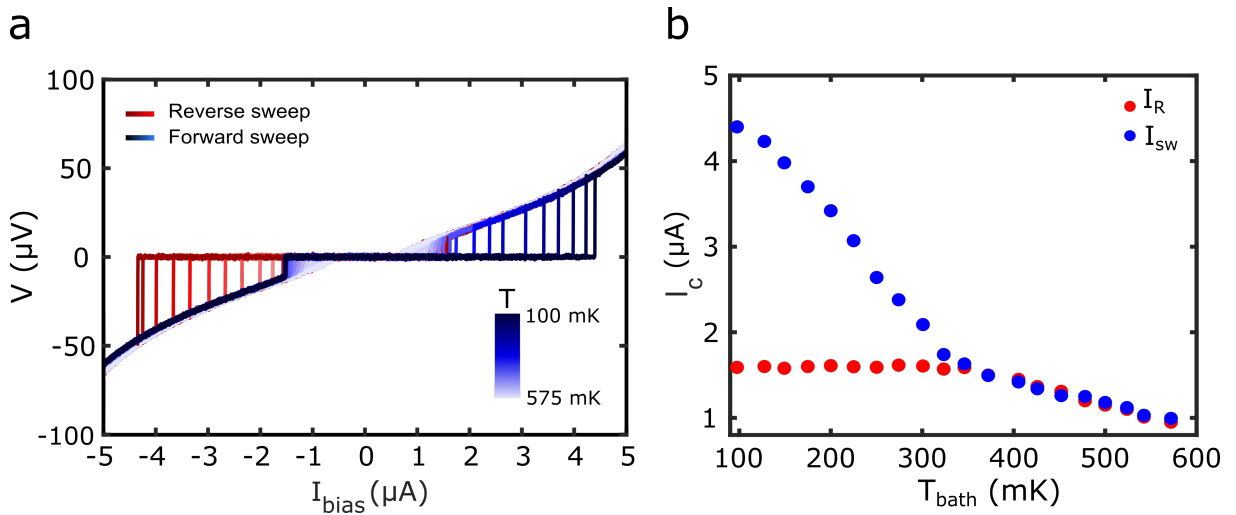 a
100
50
0
-50
-100
V (µV)
Reverse sweep
Forward sweep
T
100 mK
575 mK
-5 -4 -3 -2 -1 0 1 2 3 4 5
I_bias (µA)
b
5
4
3
2
1
I_c (µA)
I_R
I_sw
100 200 300 400 500 600
T_bath (mK)